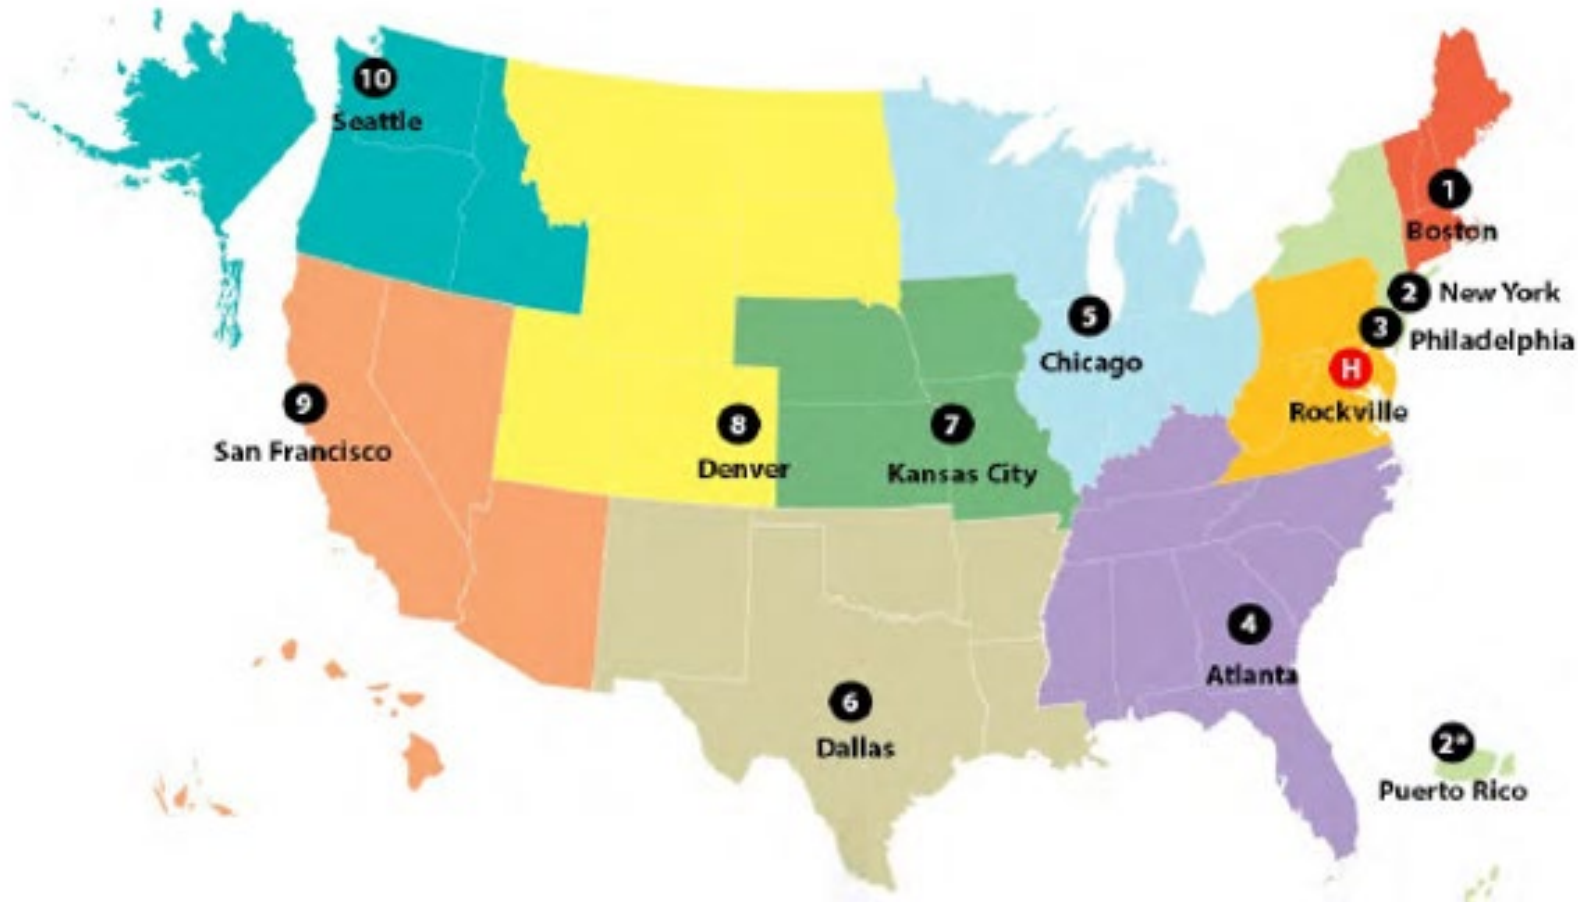 10
Seattle
1
Boston
2 New York
3 Philadelphia
5
Chicago
H
Rockville
9
San Francisco
8
Denver
7
Kansas City
4
Atlanta
6
Dallas
2*
Puerto Rico